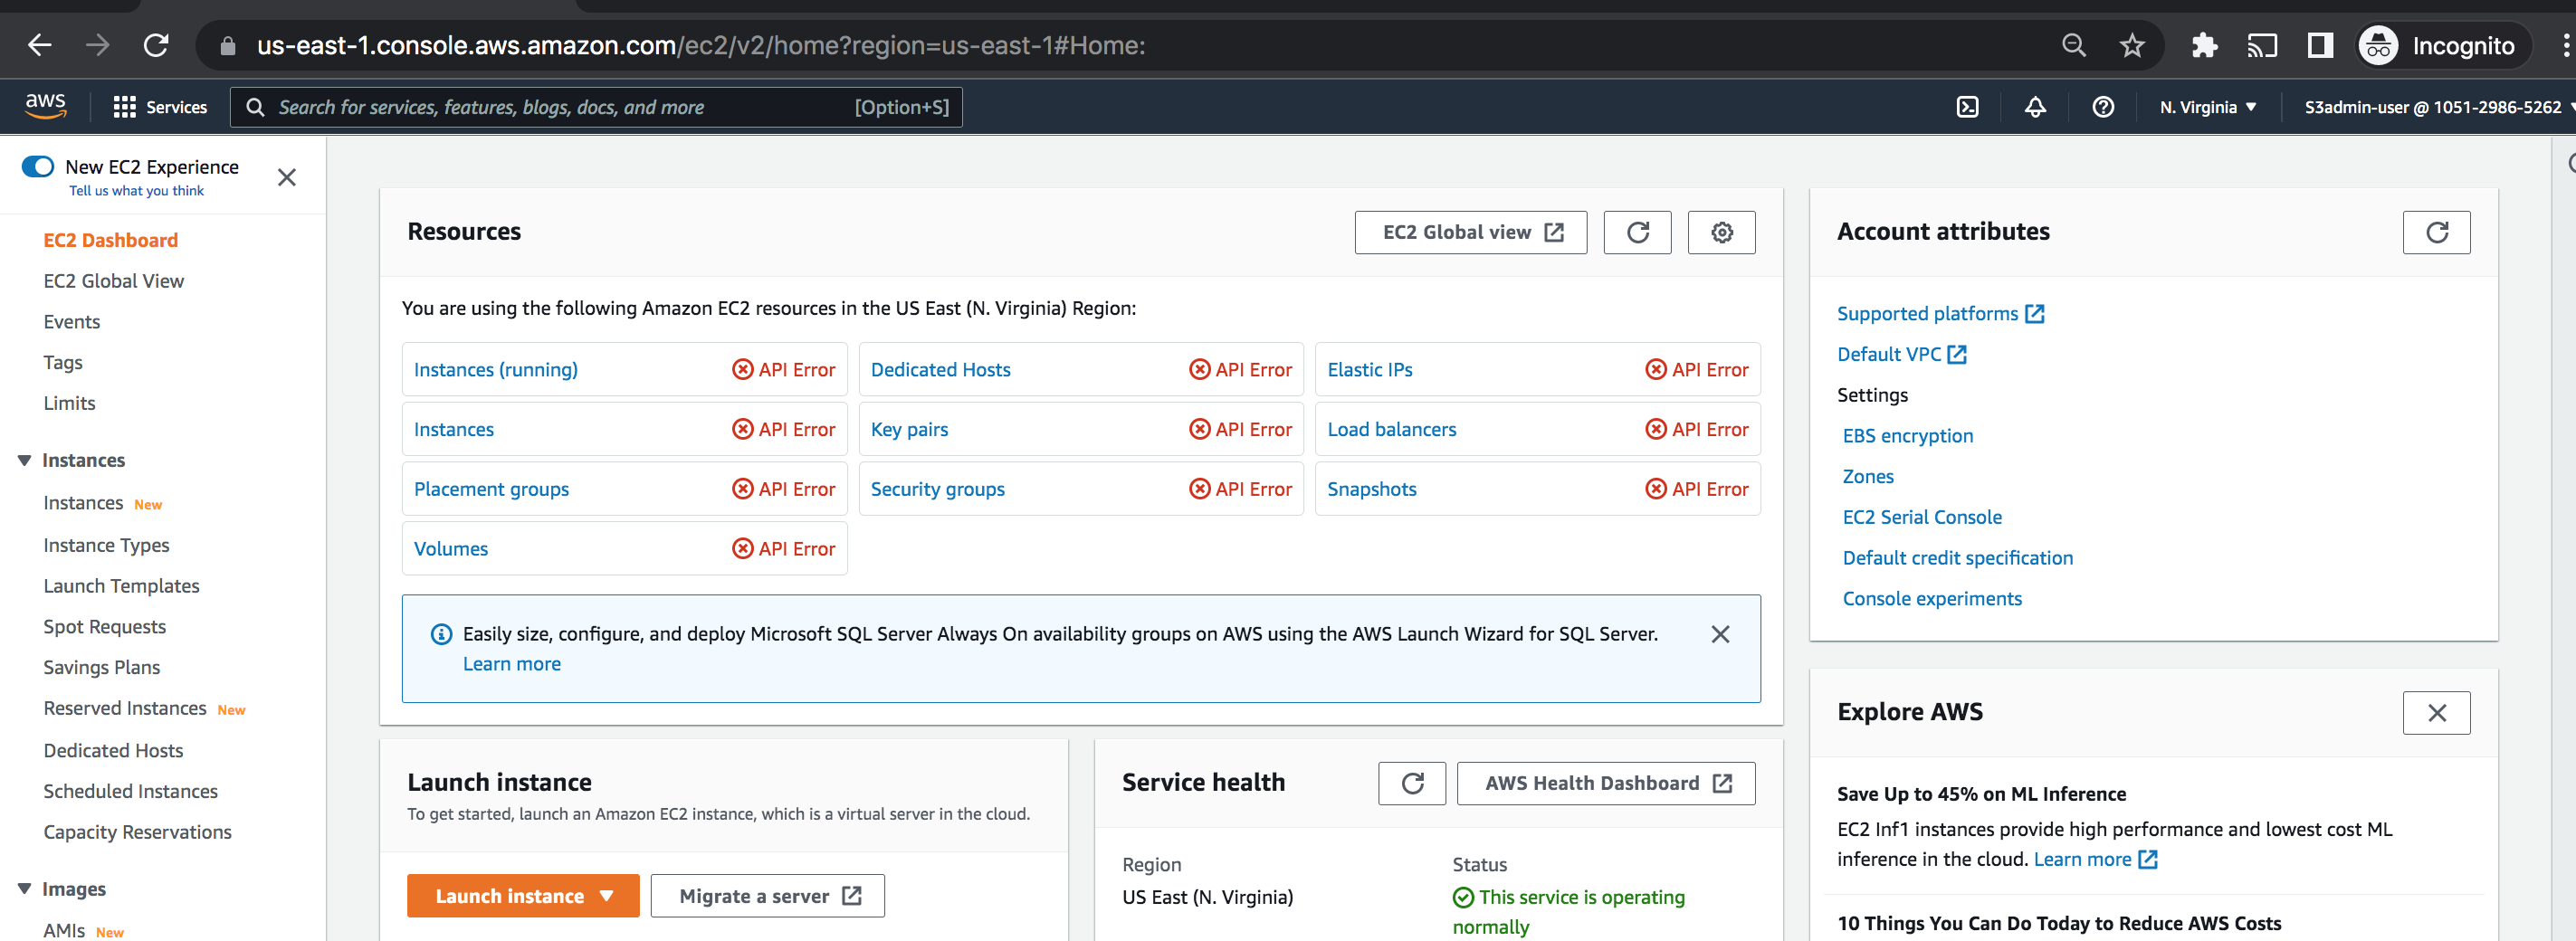 us-east-1.console.aws.amazon.com/ec2/v2/home?region=us-east-1#Home:
Incognito
aws
Services
Search for services, features, blogs, docs, and more
[Option+S]
N. Virginia
S3admin-user @ 1051-2986-5262
New EC2 Experience
Tell us what you think
EC2 Dashboard
EC2 Global View
Events
Tags
Limits
Instances
Instances New
Instance Types
Launch Templates
Spot Requests
Savings Plans
Reserved Instances New
Dedicated Hosts
Scheduled Instances
Capacity Reservations
Images
AMIs New
Resources
EC2 Global view
You are using the following Amazon EC2 resources in the US East (N. Virginia) Region:
Instances (running) API Error
Dedicated Hosts API Error
Elastic IPs API Error
Instances API Error
Key pairs API Error
Load balancers API Error
Placement groups API Error
Security groups API Error
Snapshots API Error
Volumes API Error
Easily size, configure, and deploy Microsoft SQL Server Always On availability groups on AWS using the AWS Launch Wizard for SQL Server.
Learn more
Launch instance
To get started, launch an Amazon EC2 instance, which is a virtual server in the cloud.
Launch instance
Migrate a server
Service health
AWS Health Dashboard
Region
US East (N. Virginia)
Status
This service is operating
normally
Account attributes
Supported platforms
Default VPC
Settings
EBS encryption
Zones
EC2 Serial Console
Default credit specification
Console experiments
Explore AWS
Save Up to 45% on ML Inference
EC2 Inf1 instances provide high performance and lowest cost ML
inference in the cloud. Learn more
10 Things You Can Do Today to Reduce AWS Costs